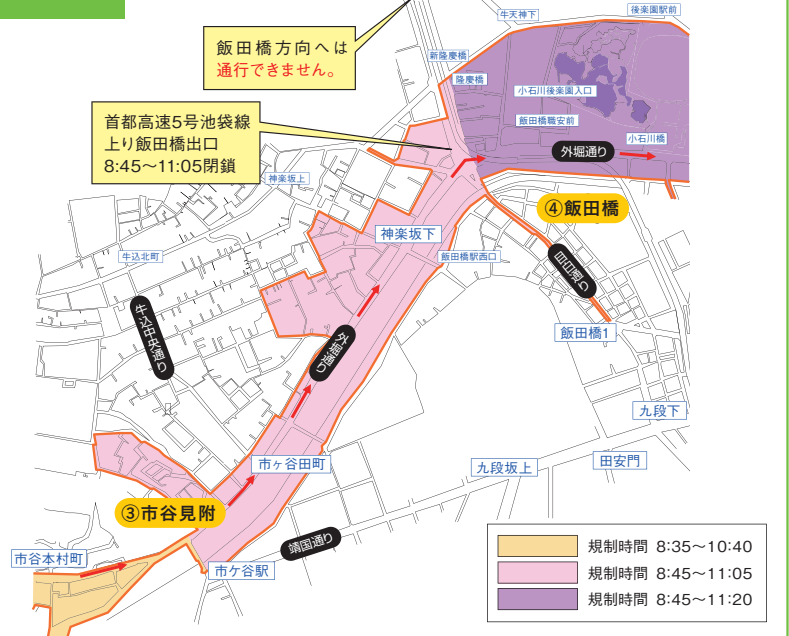 牛天神下
後楽園駅前
飯田橋方向へは
通行できません。
新隆慶橋
隆慶橋
小石川後楽園入口
首都高速5号池袋線
上り飯田橋出口
8:45～11:05閉鎖
飯田橋職安前
小石川橋
外堀通り
神楽坂上
④飯田橋
神楽坂下
牛込北町
飯田橋駅西口
目白通り
牛込中央通り
外堀通り
飯田橋1
九段下
市ヶ谷田町
九段坂上
田安門
③市谷見附
靖国通り
市谷本村町
市ケ谷駅
規制時間 8:35～10:40
規制時間 8:45～11:05
規制時間 8:45～11:20